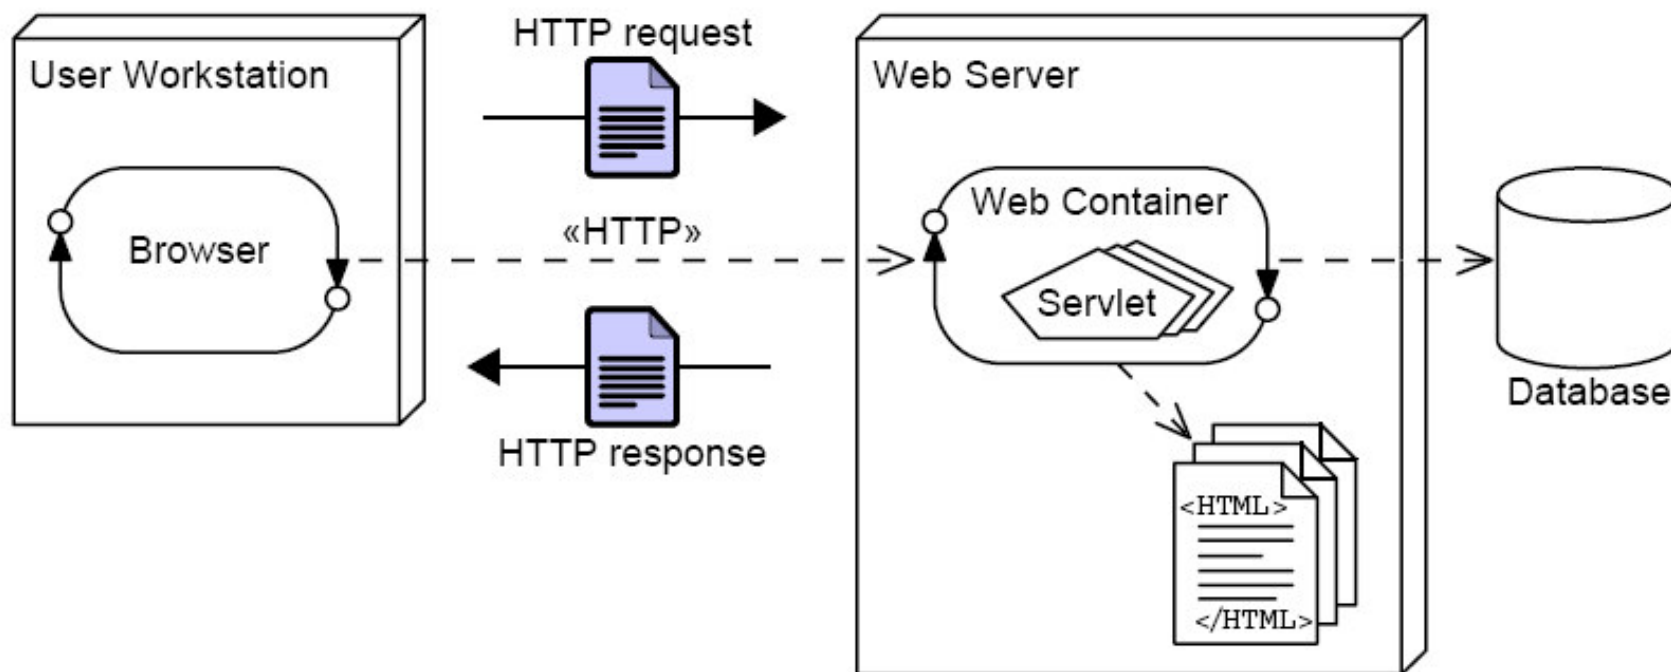 HTTP request
User Workstation
Web Server
Web Container
«HTTP»
Browser
Servlet
Database
HTTP response
<HTML>
</HTML>